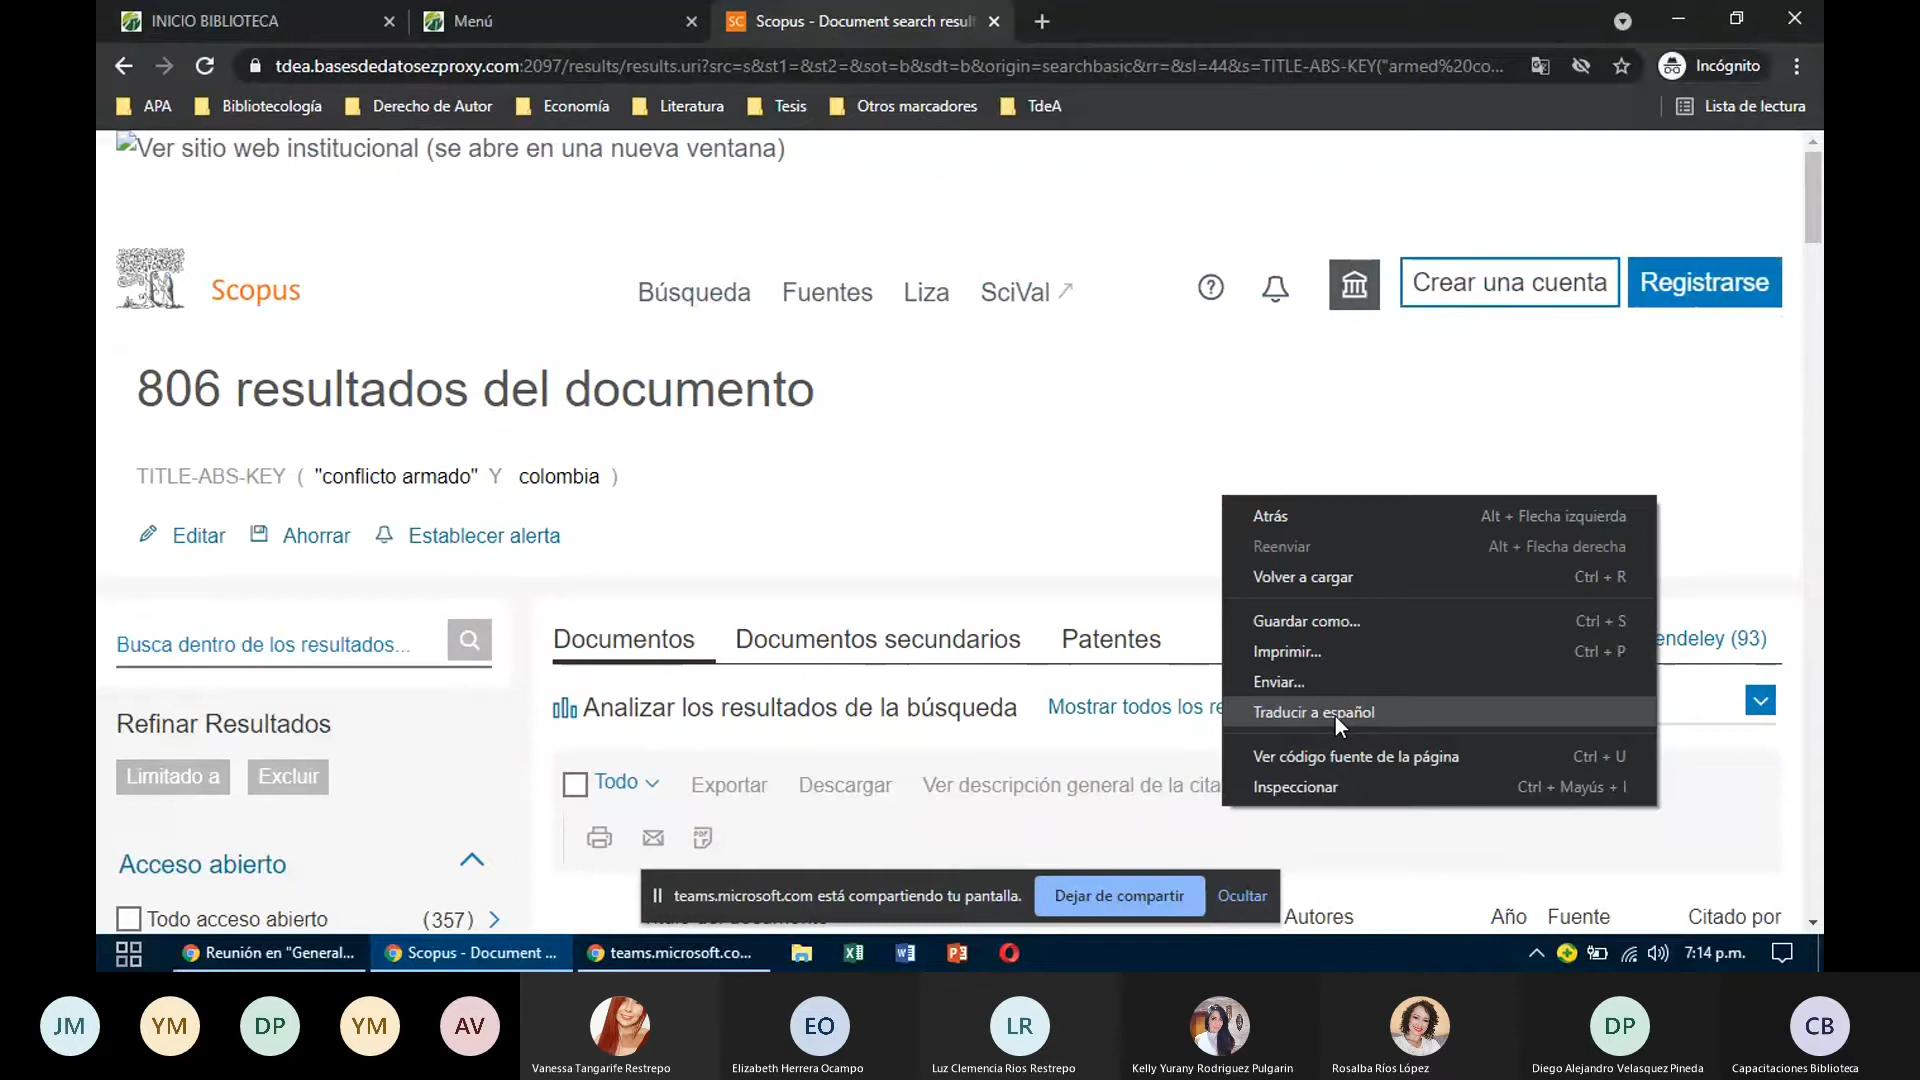 INICIO BIBLIOTECA
Menú
Scopus - Document search resul
tdea.basesdedatosezproxy.com:2097/results/results.uri?src=s&st1=&st2=&sot=b&sdt=b&origin=searchbasic&rr=&sl=44&s=TITLE-ABS-KEY("armed%20co...
Incógnito
APA
Bibliotecología
Derecho de Autor
Economía
Literatura
Tesis
Otros marcadores
TdeA
Lista de lectura
Ver sitio web institucional (se abre en una nueva ventana)
Scopus
Búsqueda
Fuentes
Liza
SciVal
Crear una cuenta
Registrarse
806 resultados del documento
TITLE-ABS-KEY ( "conflicto armado" Y colombia )
Editar
Ahorrar
Establecer alerta
Atrás Alt + Flecha izquierda
Reenviar Alt + Flecha derecha
Volver a cargar Ctrl + R
Guardar como... Ctrl + S
Imprimir... Ctrl + P
Enviar...
Traducir a español
Ver código fuente de la página Ctrl + U
Inspeccionar Ctrl + Mayús + I
Busca dentro de los resultados...
Documentos
Documentos secundarios
Patentes
endeley (93)
Refinar Resultados
Analizar los resultados de la búsqueda
Mostrar todos los re
Limitado a
Excluir
Todo
Exportar
Descargar
Ver descripción general de la cita
PDF
Acceso abierto
Todo acceso abierto (357)
teams.microsoft.com está compartiendo tu pantalla.
Dejar de compartir
Ocultar
Autores
Año
Fuente
Citado por
Reunión en "General...
Scopus - Document ...
teams.microsoft.co...
7:14 p.m.
JM
YM
DP
YM
AV
EO
LR
DP
CB
Vanessa Tangarife Restrepo
Elizabeth Herrera Ocampo
Luz Clemencia Rios Restrepo
Kelly Yurany Rodriguez Pulgarin
Rosalba Ríos López
Diego Alejandro Velasquez Pineda
Capacitaciones Biblioteca